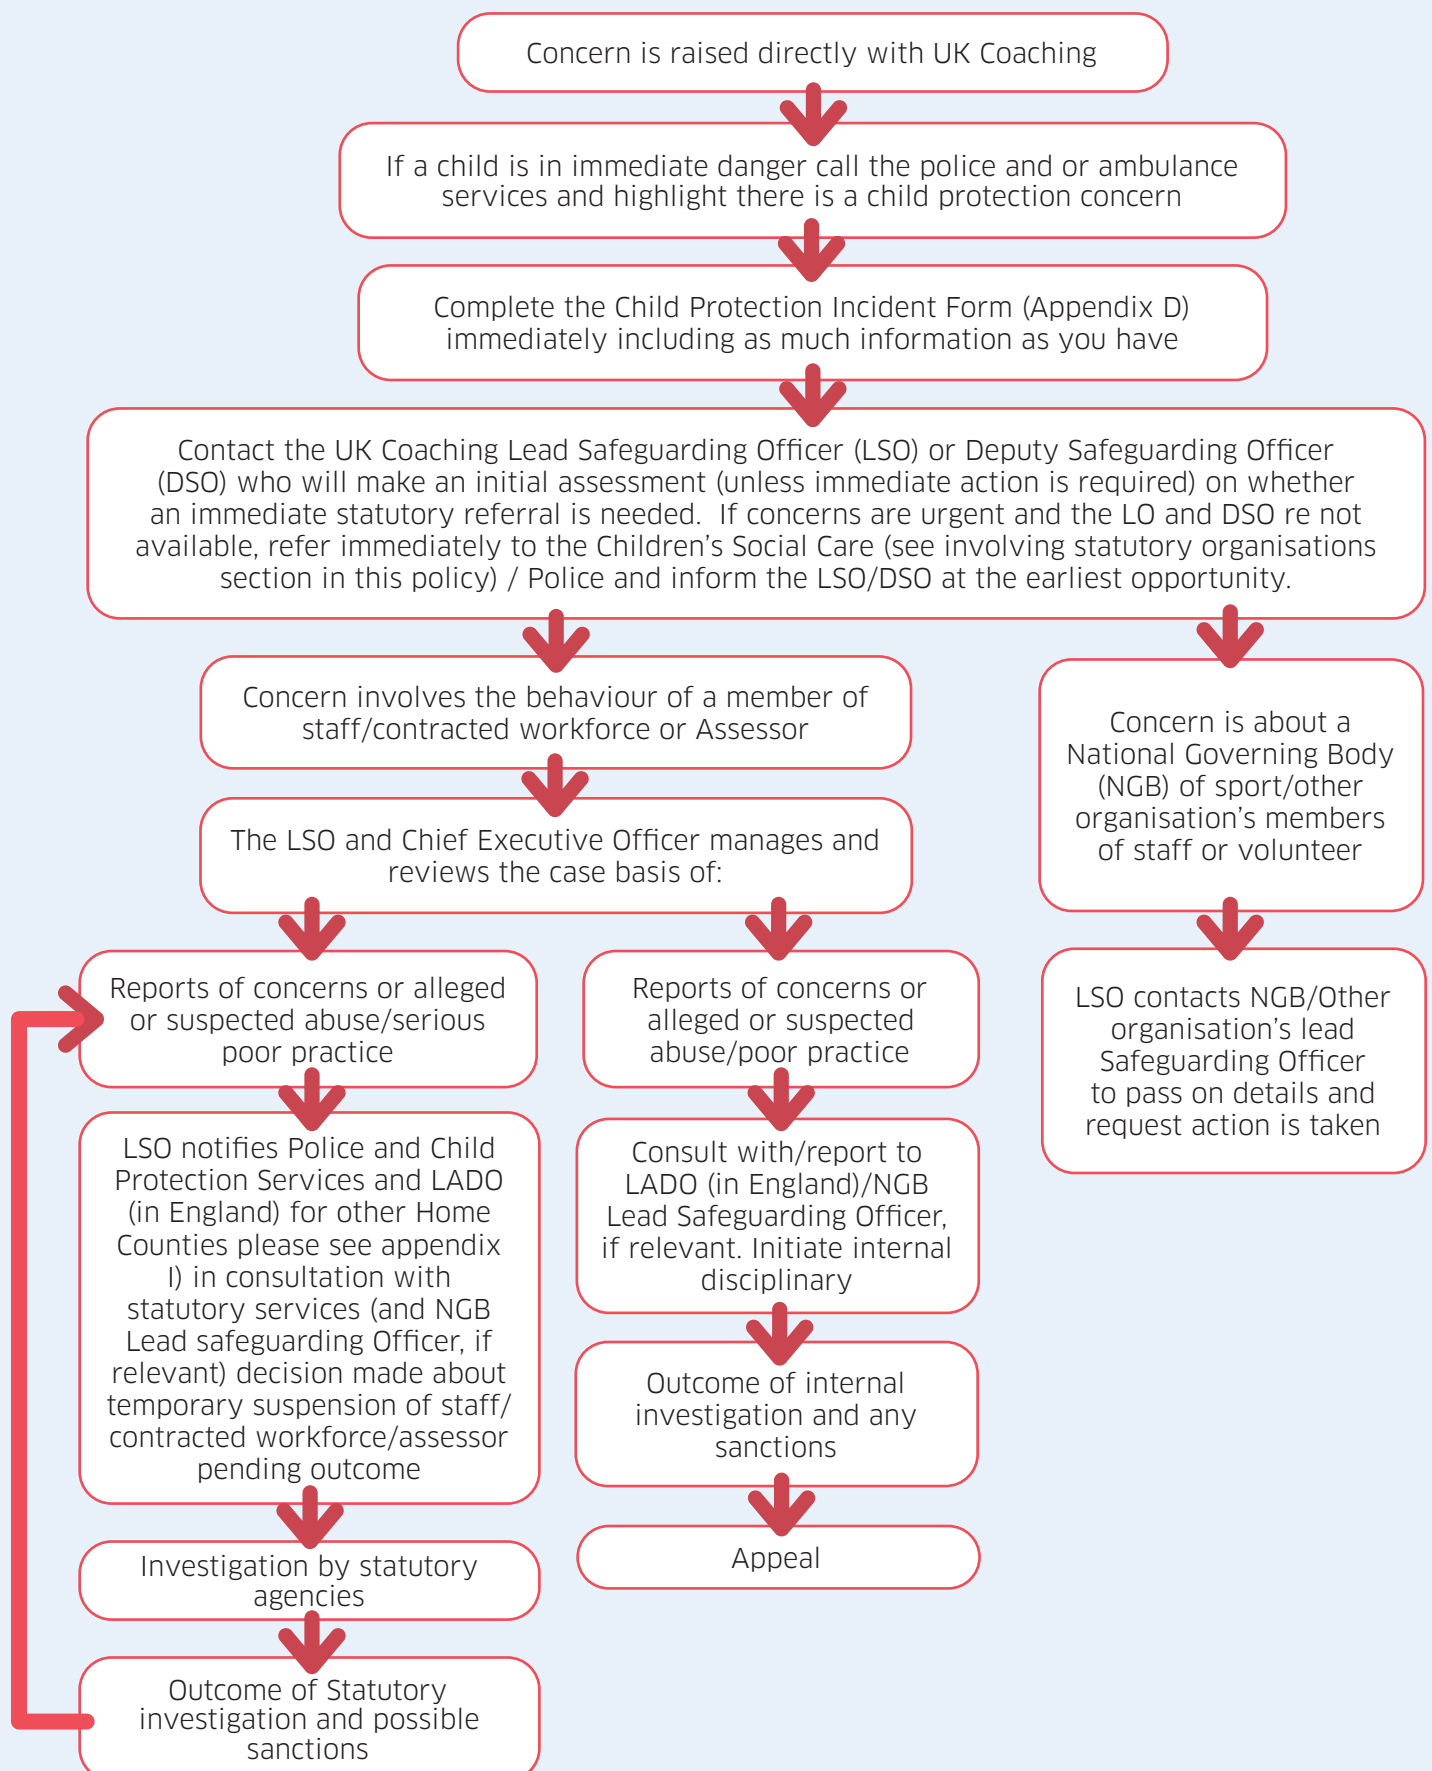 Concern is raised directly with UK Coaching
If a child is in immediate danger call the police and or ambulance
services and highlight there is a child protection concern
Complete the Child Protection Incident Form (Appendix D)
immediately including as much information as you have
Contact the UK Coaching Lead Safeguarding Officer (LSO) or Deputy Safeguarding Officer
(DSO) who will make an initial assessment (unless immediate action is required) on whether
an immediate statutory referral is needed.  If concerns are urgent and the LO and DSO re not
available, refer immediately to the Children's Social Care (see involving statutory organisations
section in this policy) / Police and inform the LSO/DSO at the earliest opportunity.
Concern involves the behaviour of a member of
staff/contracted workforce or Assessor
The LSO and Chief Executive Officer manages and
reviews the case basis of:
Reports of concerns or alleged
or suspected abuse/serious
poor practice
LSO notifies Police and Child
Protection Services and LADO
(in England) for other Home
Counties please see appendix
I) in consultation with
statutory services (and NGB
Lead safeguarding Officer, if
relevant) decision made about
temporary suspension of staff/
contracted workforce/assessor
pending outcome
Investigation by statutory
agencies
Outcome of Statutory
investigation and possible
sanctions
Reports of concerns or
alleged or suspected
abuse/poor practice
Consult with/report to
LADO (in England)/NGB
Lead Safeguarding Officer,
if relevant. Initiate internal
disciplinary
Outcome of internal
investigation and any
sanctions
Appeal
Concern is about a
National Governing Body
(NGB) of sport/other
organisation's members
of staff or volunteer
LSO contacts NGB/Other
organisation's lead
Safeguarding Officer
to pass on details and
request action is taken